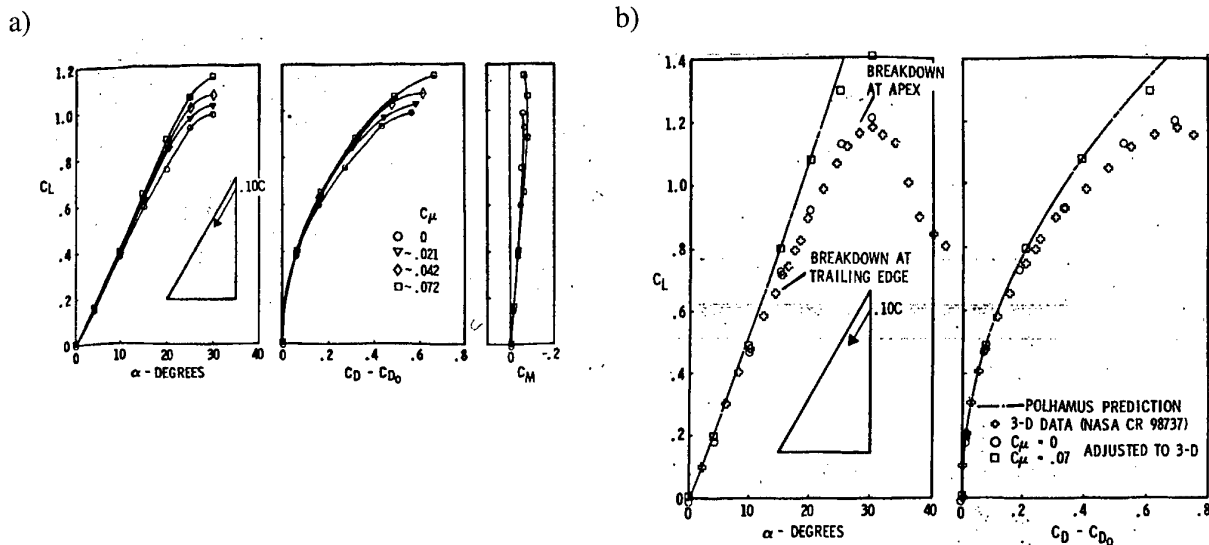 a)
1.2
1.0
.8
.6
.4
.2
0
C_L
0 10 20 30 40
α - DEGREES
.10C
0 .2 .4 .6 .8
C_D - C_D₀
C_μ
○ 0
▽ ~.021
◇ ~.042
□ ~.072
0 -.2
C_M
b)
1.4
1.2
1.0
.8
.6
.4
.2
0
C_L
BREAKDOWN
AT APEX
BREAKDOWN AT
TRAILING EDGE
.10C
0 10 20 30 40
α - DEGREES
POLHAMUS PREDICTION
3-D DATA (NASA CR 98737)
C_μ = 0
C_μ = .07
ADJUSTED TO 3-D
0 .2 .4 .6 .8
C_D - C_D₀